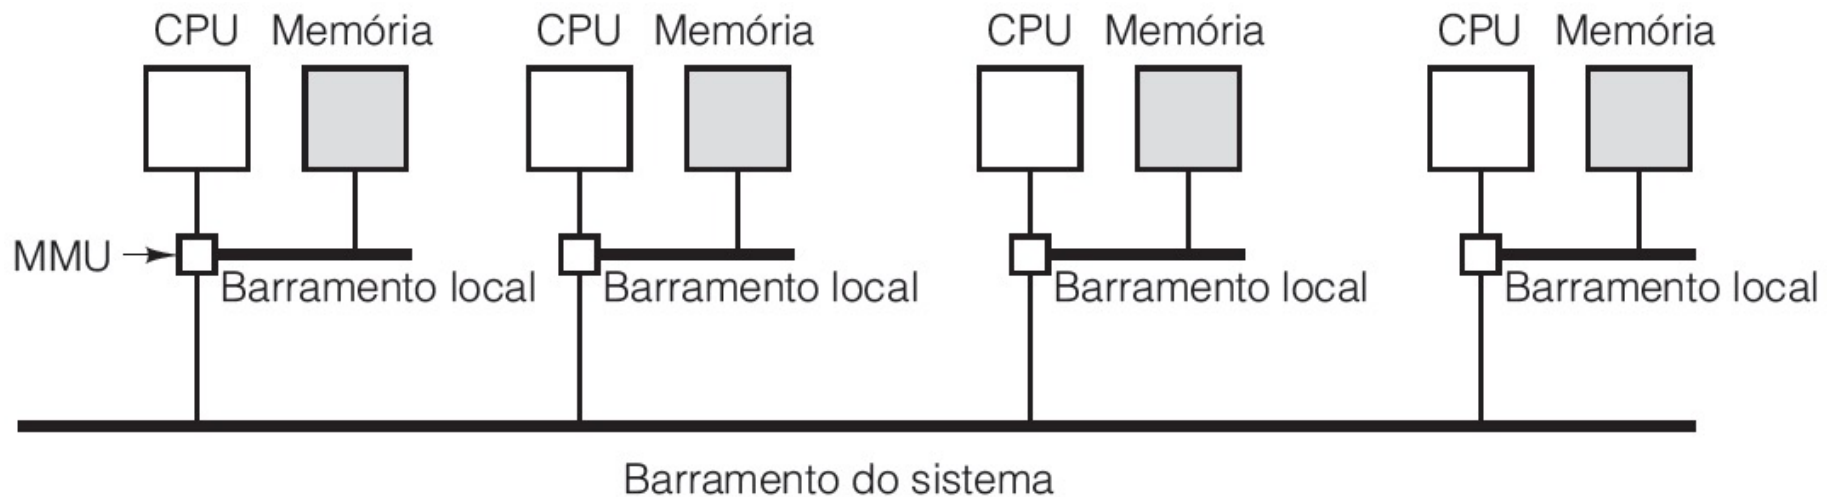 CPU Memória CPU Memória CPU Memória CPU Memória
MMU
Barramento local Barramento local Barramento local Barramento local
Barramento do sistema